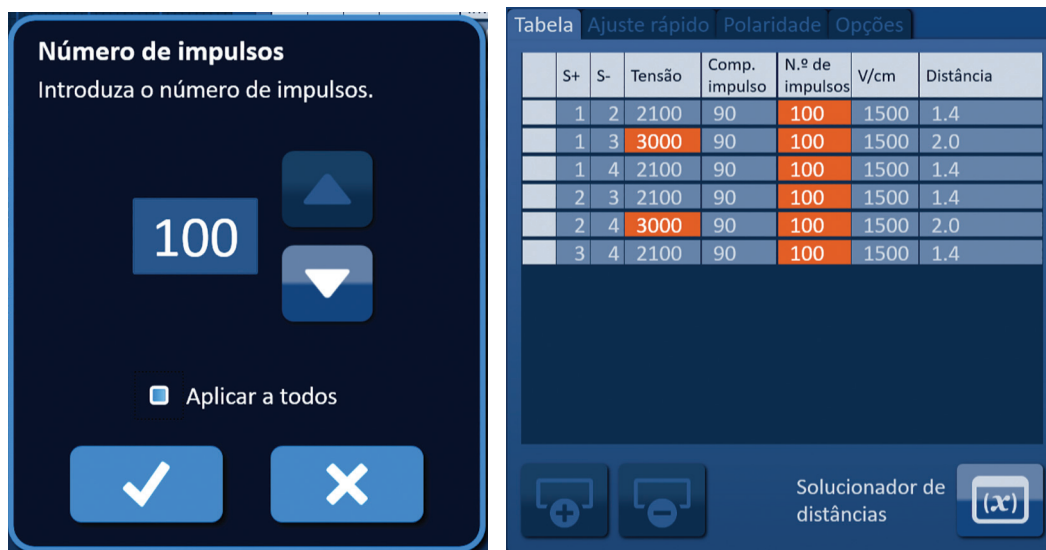 Número de impulsos
Introduza o número de impulsos.
100
Aplicar a todos
Tabela Ajuste rápido Polaridade Opções
S+ S- Tensão Comp. impulso N.º de impulsos V/cm Distância
1 2 2100 90 100 1500 1.4
1 3 3000 90 100 1500 2.0
1 4 2100 90 100 1500 1.4
2 3 2100 90 100 1500 1.4
2 4 3000 90 100 1500 2.0
3 4 2100 90 100 1500 1.4
Solucionador de
distâncias
(x)